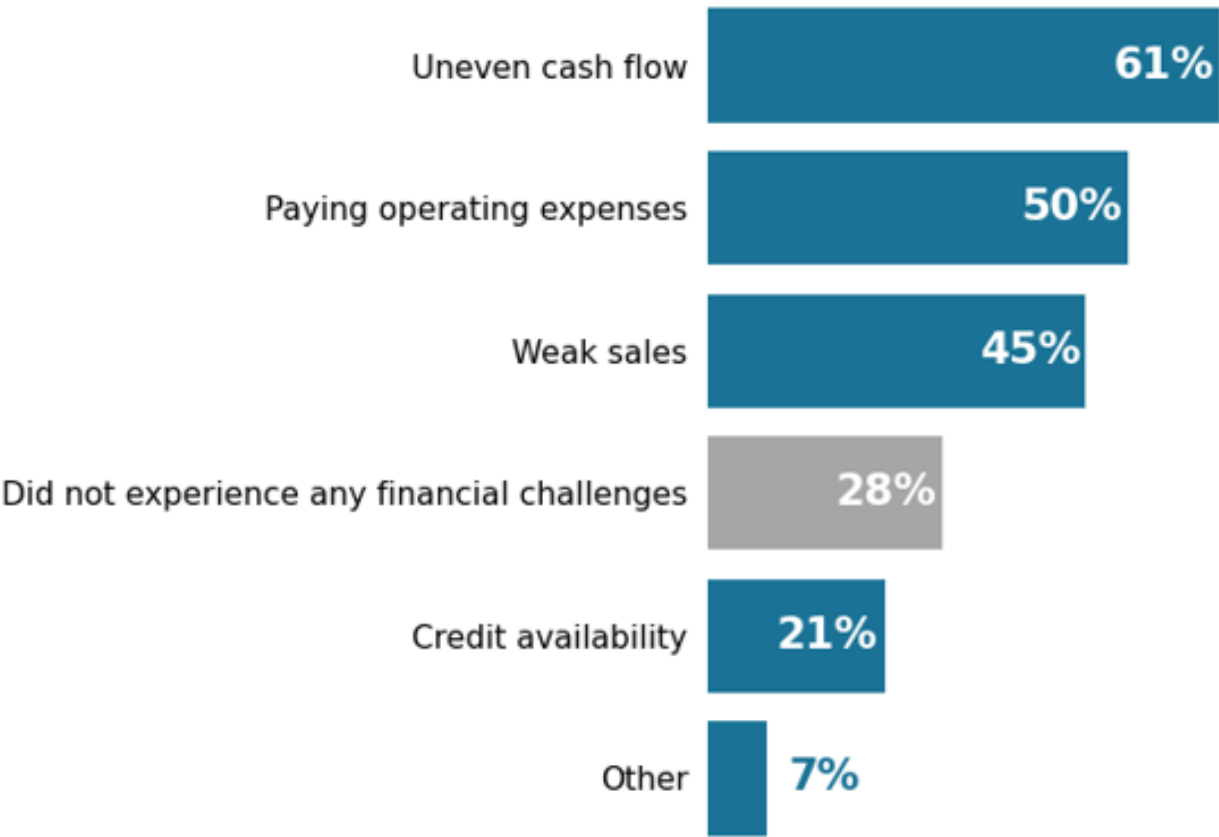 Uneven cash flow 61%
Paying operating expenses 50%
Weak sales 45%
Did not experience any financial challenges 28%
Credit availability 21%
Other 7%